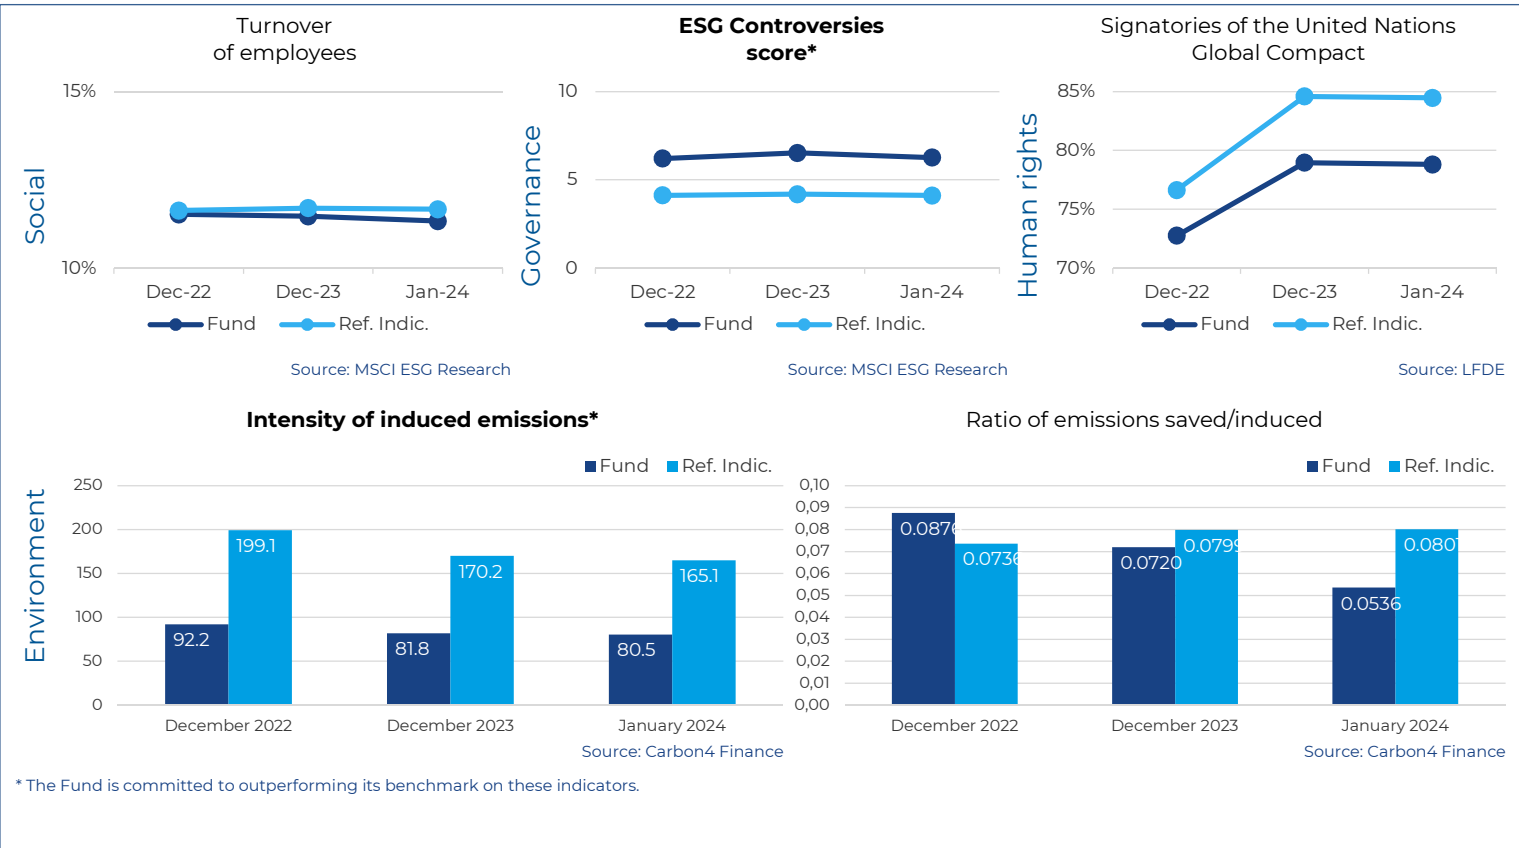 Turnover
of employees
Social
15%
10%
Dec-22 Dec-23 Jan-24
Fund Ref. Indic.
Source: MSCI ESG Research
ESG Controversies
score*
Governance
10
5
0
Dec-22 Dec-23 Jan-24
Fund Ref. Indic.
Source: MSCI ESG Research
Signatories of the United Nations
Global Compact
Human rights
85%
80%
75%
70%
Dec-22 Dec-23 Jan-24
Fund Ref. Indic.
Source: LFDE
Environment
Intensity of induced emissions*
Fund Ref. Indic.
250
200
150
100
50
0
92.2
199.1
81.8
170.2
80.5
165.1
December 2022 December 2023 January 2024
Source: Carbon4 Finance
Ratio of emissions saved/induced
Fund Ref. Indic.
0,10
0,09
0,08
0,07
0,06
0,05
0,04
0,03
0,02
0,01
0,00
0.0876
0.0736
0.0720
0.0799
0.0536
0.0801
December 2022 December 2023 January 2024
Source: Carbon4 Finance
* The Fund is committed to outperforming its benchmark on these indicators.